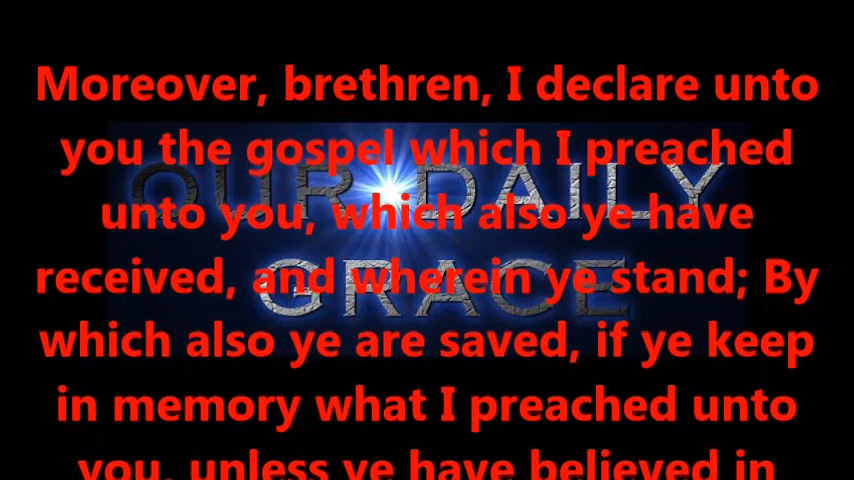 Moreover, brethren, I declare unto
you the gospel which I preached
unto you, which also ye have
received, and wherein ye stand; By
which also ye are saved, if ye keep
in memory what I preached unto
you, unless ye have believed in
OUR DAILY
GRACE